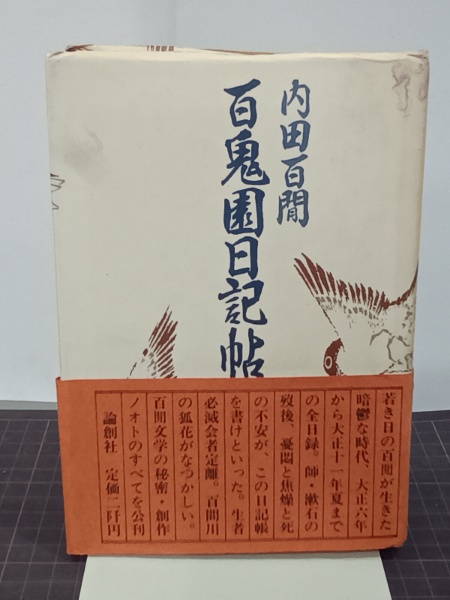 内田百閒
百鬼園日記帖
若き日の百閒が生きた
暗鬱な時代、大正六年
から大正十一年夏まで
の全日録。師・漱石の
歿後、憂悶と焦燥と死
の不安が、この日記帳
を書けといった。生者
必滅会者定離。百間川
の狐花がなつかしい。
百閒文学の秘密・創作
ノオトのすべてを公刊
論創社 定価二仟円